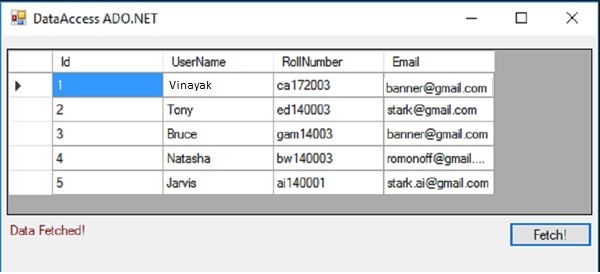 DataAccess ADO.NET
Id UserName RollNumber Email
1 Vinayak ca172003 banner@gmail.com
2 Tony ed140003 stark@gmail.com
3 Bruce gam14003 banner@gmail.com
4 Natasha bw140003 romonoff@gmail....
5 Jarvis ai140001 stark.ai@gmail.com
Data Fetched! Fetch!